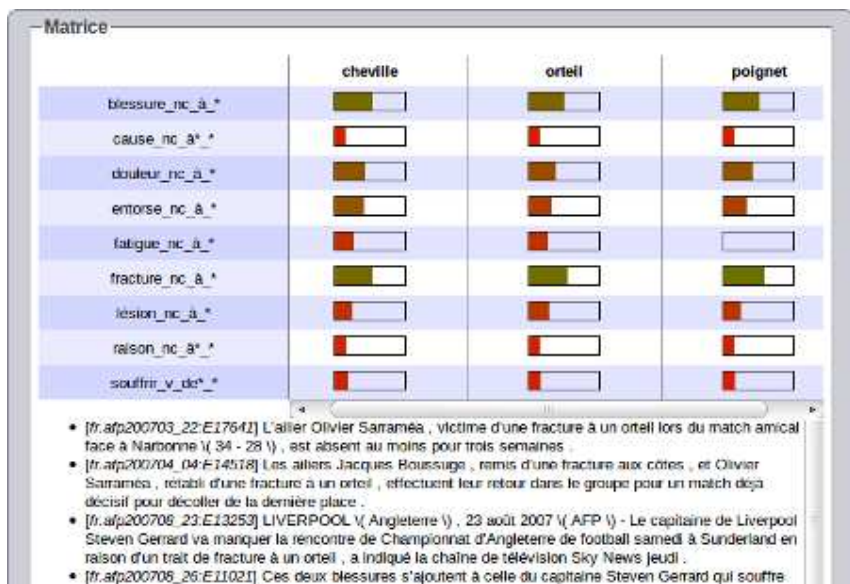 Matrice
cheville orteil poignet
blessure_nc_à_*
cause_nc_à*_*
douleur_nc_à_*
entorse_nc_à_*
fatigue_nc_à_*
fracture_nc_à_*
lésion_nc_à_*
raison_nc_à*_*
souffrir_v_de*_*
• [fr.afp200703_22:E17641] L'ailier Olivier Sarraméa , victime d'une fracture à un orteil lors du match amical
face à Narbonne \( 34 - 28 \) , est absent au moins pour trois semaines .
• [fr.afp200704_04:E14518] Les ailiers Jacques Boussuge , remis d'une fracture aux côtes , et Olivier
Sarraméa , rétabli d'une fracture à un orteil , effectuent leur retour dans le groupe pour un match déjà
décisif pour décoller de la dernière place .
• [fr.afp200708_23:E13253] LIVERPOOL \( Angleterre \) , 23 août 2007 \( AFP \) - Le capitaine de Liverpool
Steven Gerrard va manquer la rencontre de Championnat d'Angleterre de football samedi à Sunderland en
raison d'un trait de fracture à un orteil , a indiqué la chaîne de télévision Sky News jeudi .
• [fr.afp200708_26:E11021] Ces deux blessures s'ajoutent à celle du capitaine Steven Gerrard qui souffre